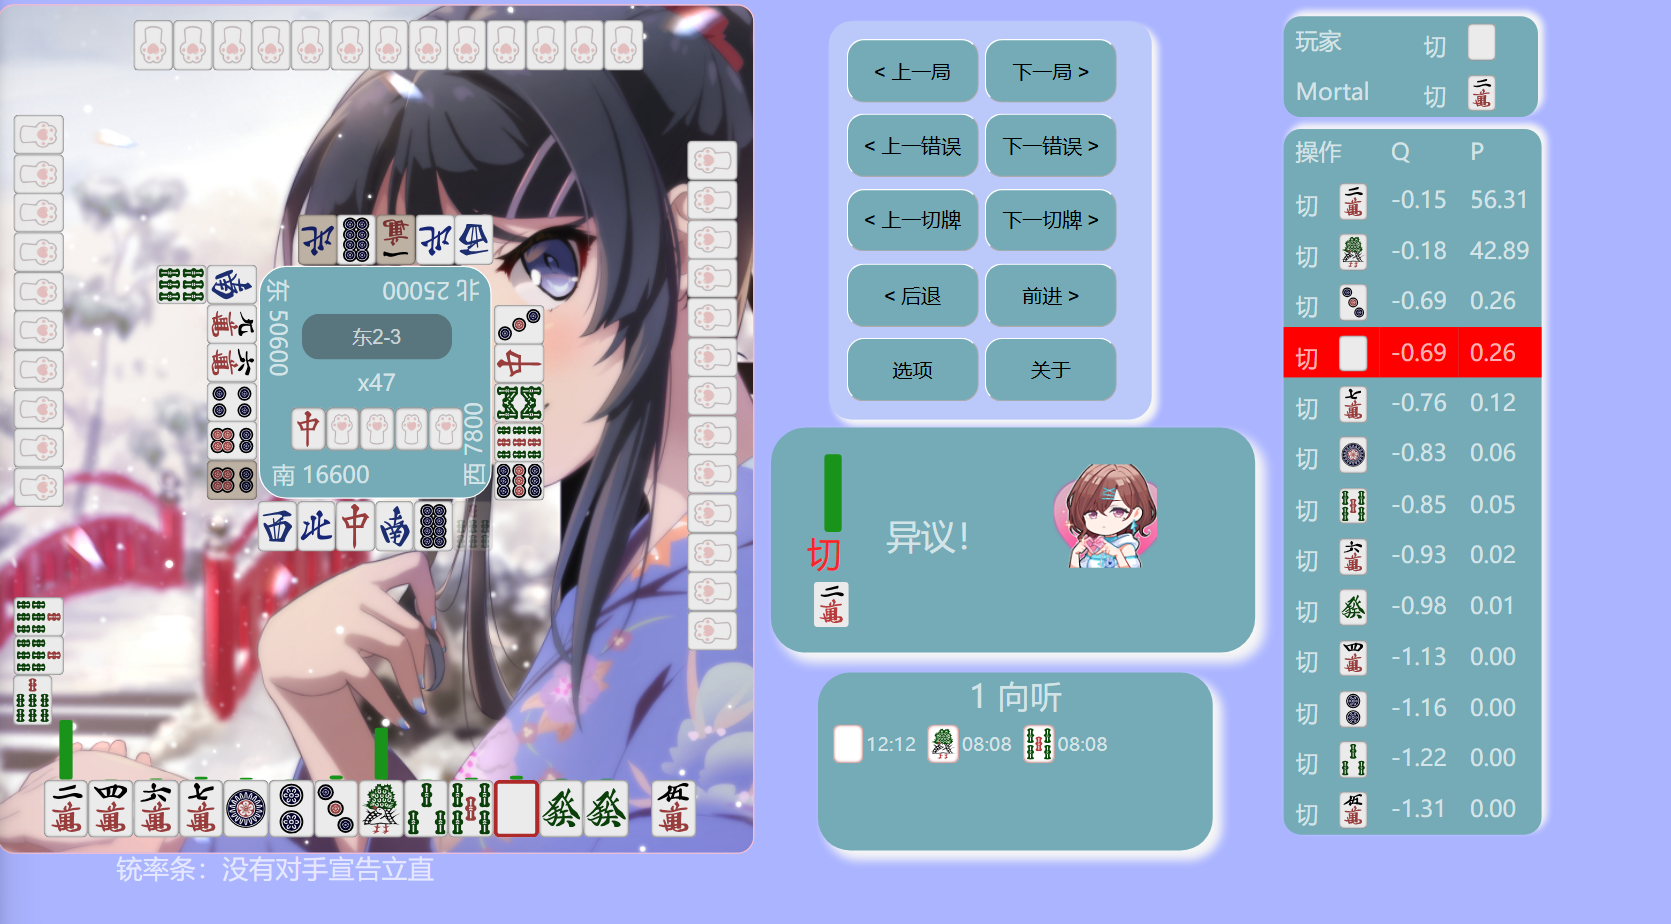 东 50600
北 25000
东2-3
x47
南 16600
西 7800
铳率条：没有对手宣告立直
< 上一局
下一局 >
< 上一错误
下一错误 >
< 上一切牌
下一切牌 >
< 后退
前进 >
选项
关于
切
异议！
1 向听
12:12
08:08
08:08
玩家 切
Mortal 切
操作 Q P
切 -0.15 56.31
切 -0.18 42.89
切 -0.69 0.26
切 -0.69 0.26
切 -0.76 0.12
切 -0.83 0.06
切 -0.85 0.05
切 -0.93 0.02
切 -0.98 0.01
切 -1.13 0.00
切 -1.16 0.00
切 -1.22 0.00
切 -1.31 0.00